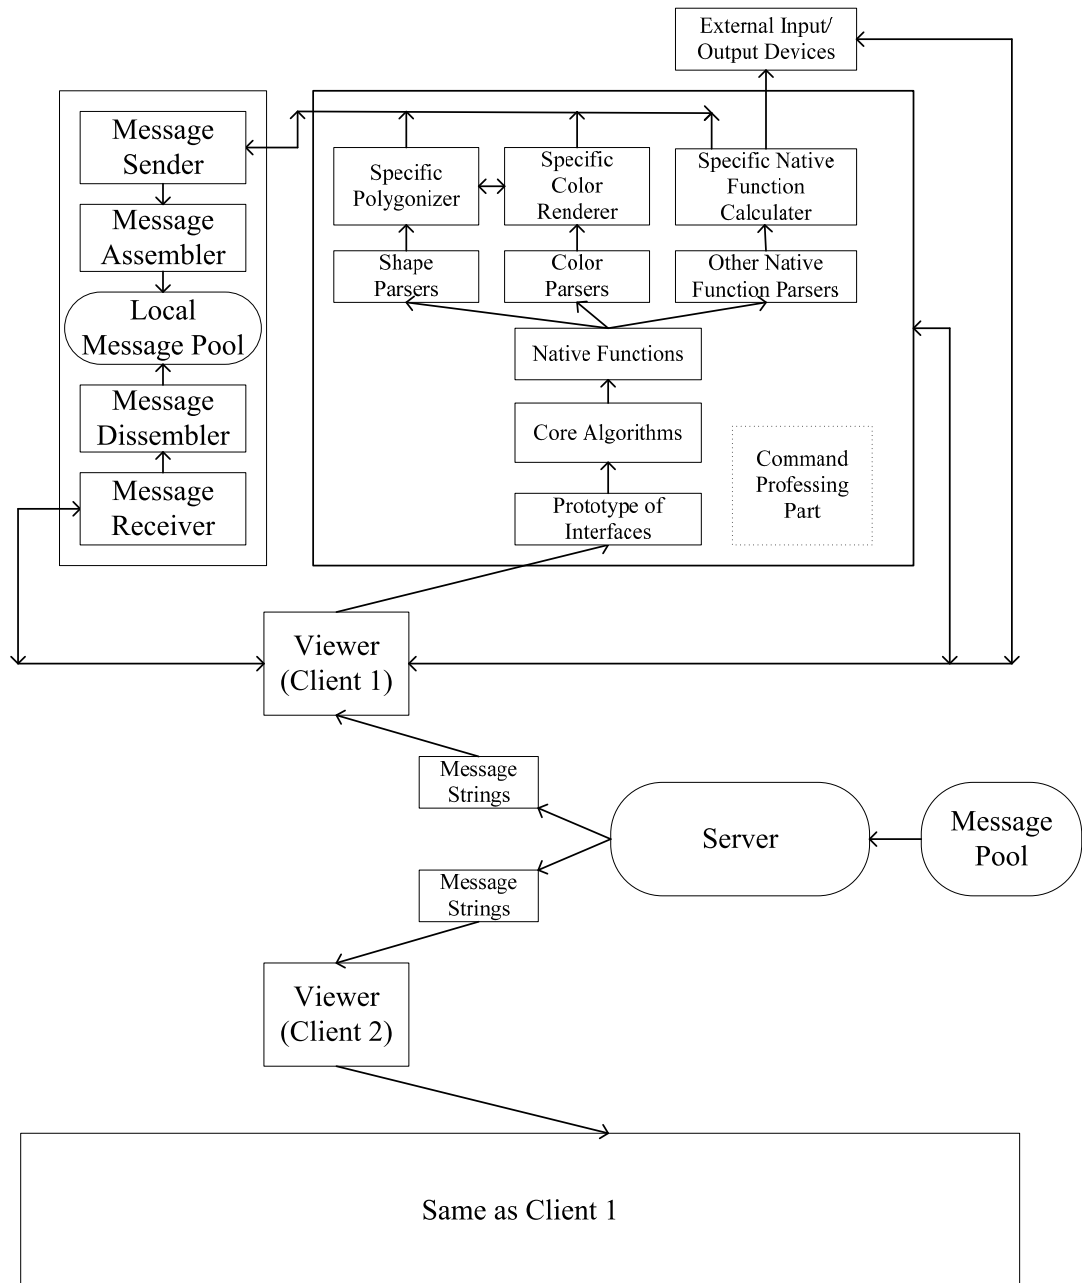 External Input/
Output Devices
Message
Sender
Message
Assembler
Local
Message Pool
Message
Dissembler
Message
Receiver
Specific
Polygonizer
Specific
Color
Renderer
Specific Native
Function
Calculater
Shape
Parsers
Color
Parsers
Other Native
Function Parsers
Native Functions
Core Algorithms
Prototype of
Interfaces
Command
Professing
Part
Viewer
(Client 1)
Message
Strings
Server
Message
Pool
Message
Strings
Viewer
(Client 2)
Same as Client 1